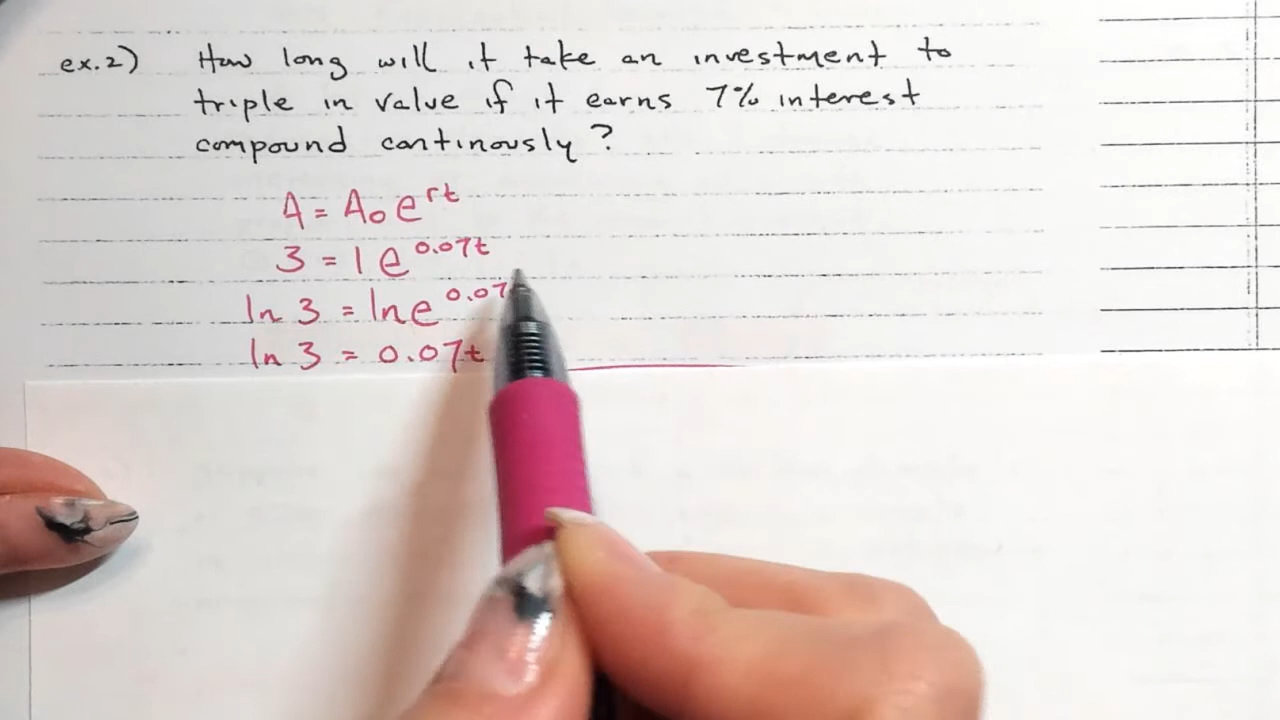 ex.2) How long will it take an investment to
triple in value if it earns 7% interest
compound continously?
A = A₀e^rt
3 = 1e^0.07t
ln 3 = lne^0.07
ln 3 = 0.07t